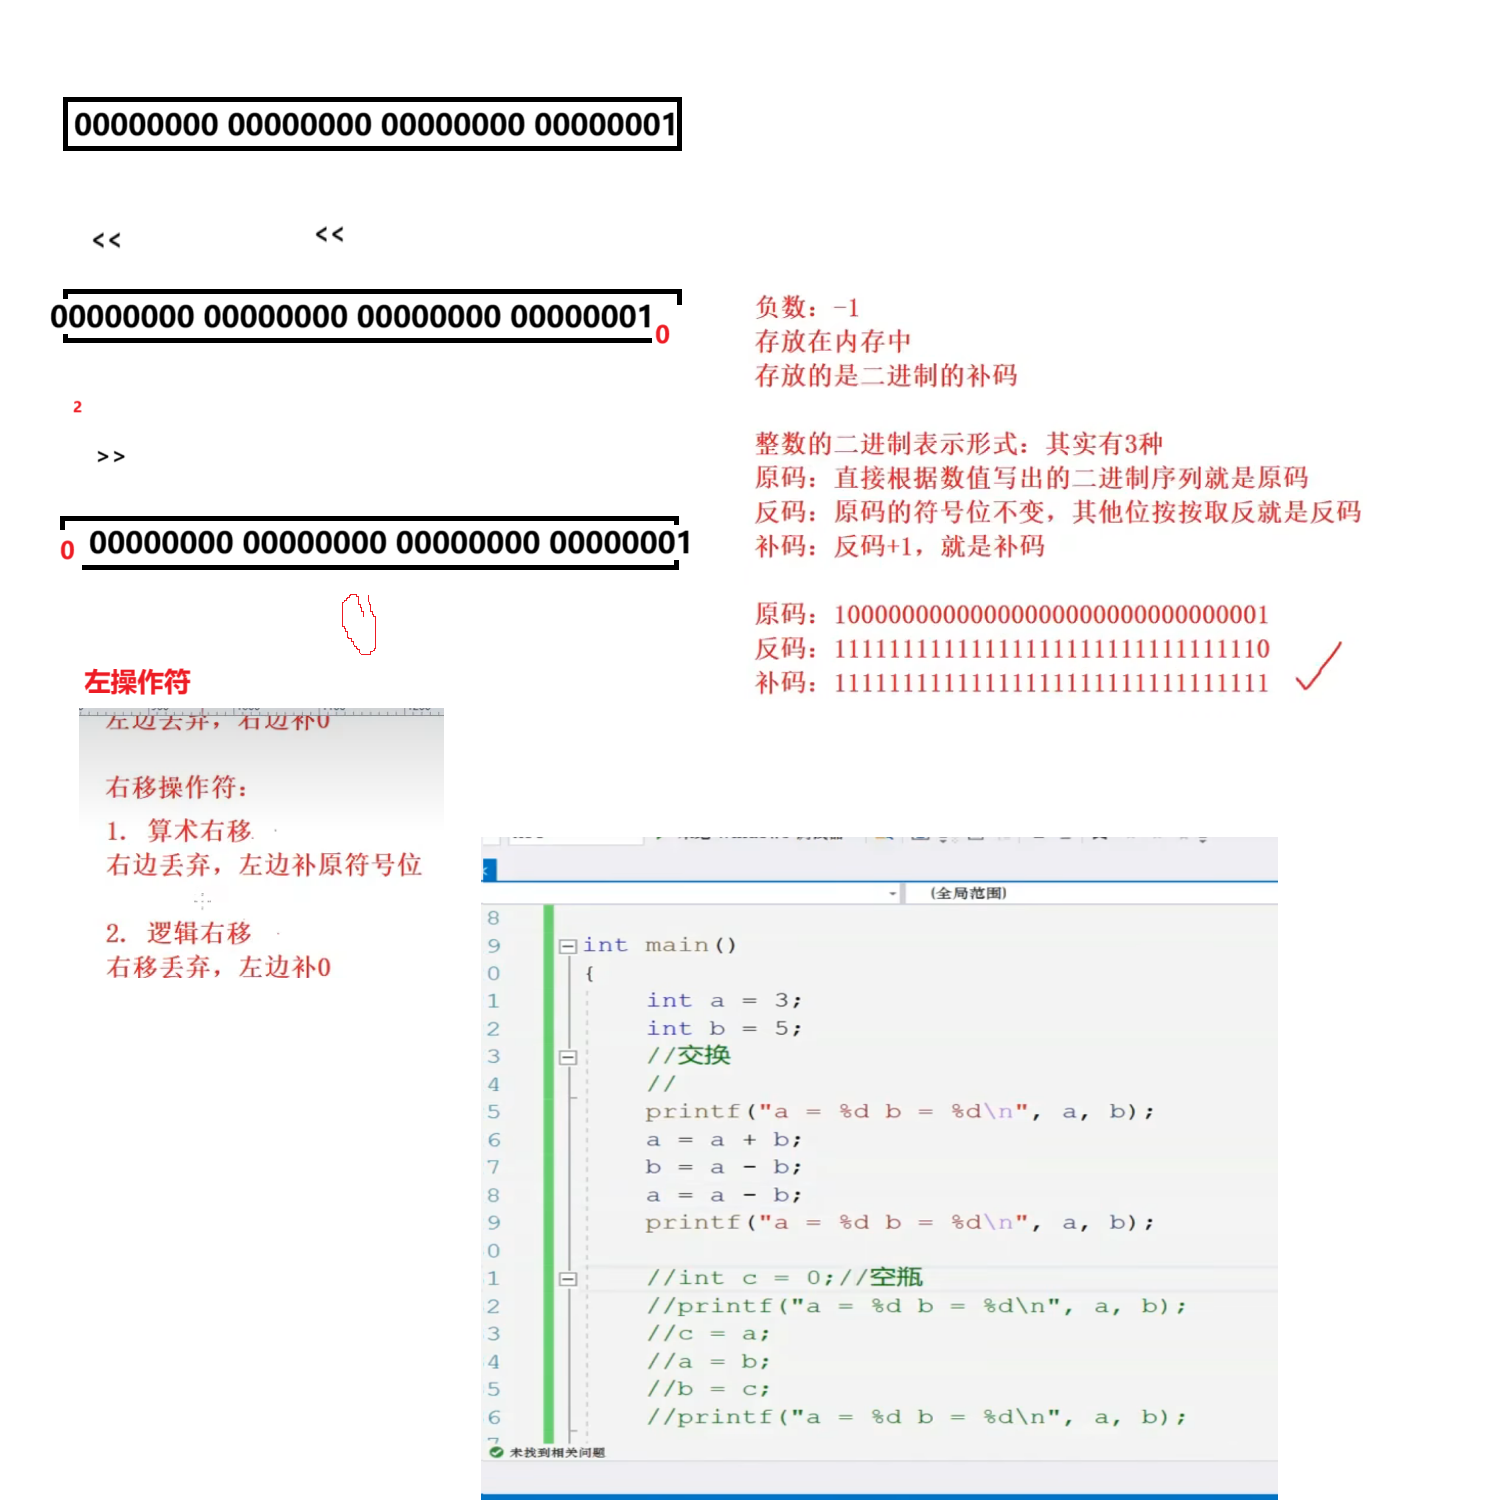 00000000 00000000 00000000 00000001
<< <<
00000000 00000000 00000000 00000001
0
2
>>
0 00000000 00000000 00000000 00000001
左操作符
左边丢弃，右边补0
右移操作符：
1. 算术右移
右边丢弃，左边补原符号位
2. 逻辑右移
右移丢弃，左边补0
负数：-1
存放在内存中
存放的是二进制的补码
整数的二进制表示形式：其实有3种
原码：直接根据数值写出的二进制序列就是原码
反码：原码的符号位不变，其他位按按取反就是反码
补码：反码+1，就是补码
原码：10000000000000000000000000000001
反码：11111111111111111111111111111110
补码：11111111111111111111111111111111
(全局范围)
8
9 int main()
0 {
1 int a = 3;
2 int b = 5;
3 //交换
4 //
5 printf("a = %d b = %d\n", a, b);
6 a = a + b;
7 b = a - b;
8 a = a - b;
9 printf("a = %d b = %d\n", a, b);
0
1 //int c = 0;//空瓶
2 //printf("a = %d b = %d\n", a, b);
3 //c = a;
4 //a = b;
5 //b = c;
6 //printf("a = %d b = %d\n", a, b);
未找到相关问题